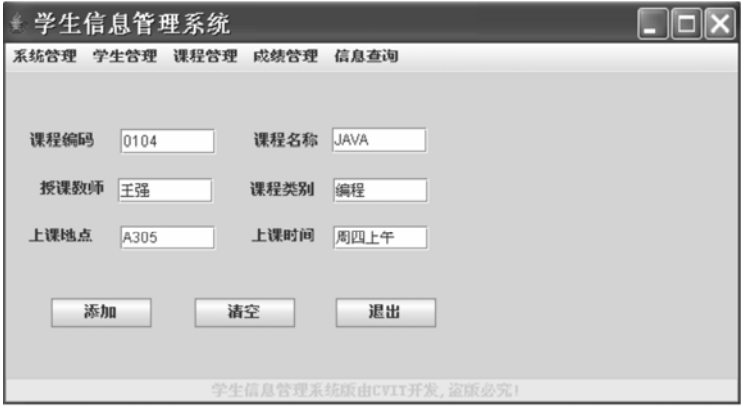 学生信息管理系统
系统管理 学生管理 课程管理 成绩管理 信息查询
课程编码 0104 课程名称 JAVA
授课教师 王强 课程类别 编程
上课地点 A305 上课时间 周四上午
添加 清空 退出
学生信息管理系统版由CVIT开发,盗版必究!